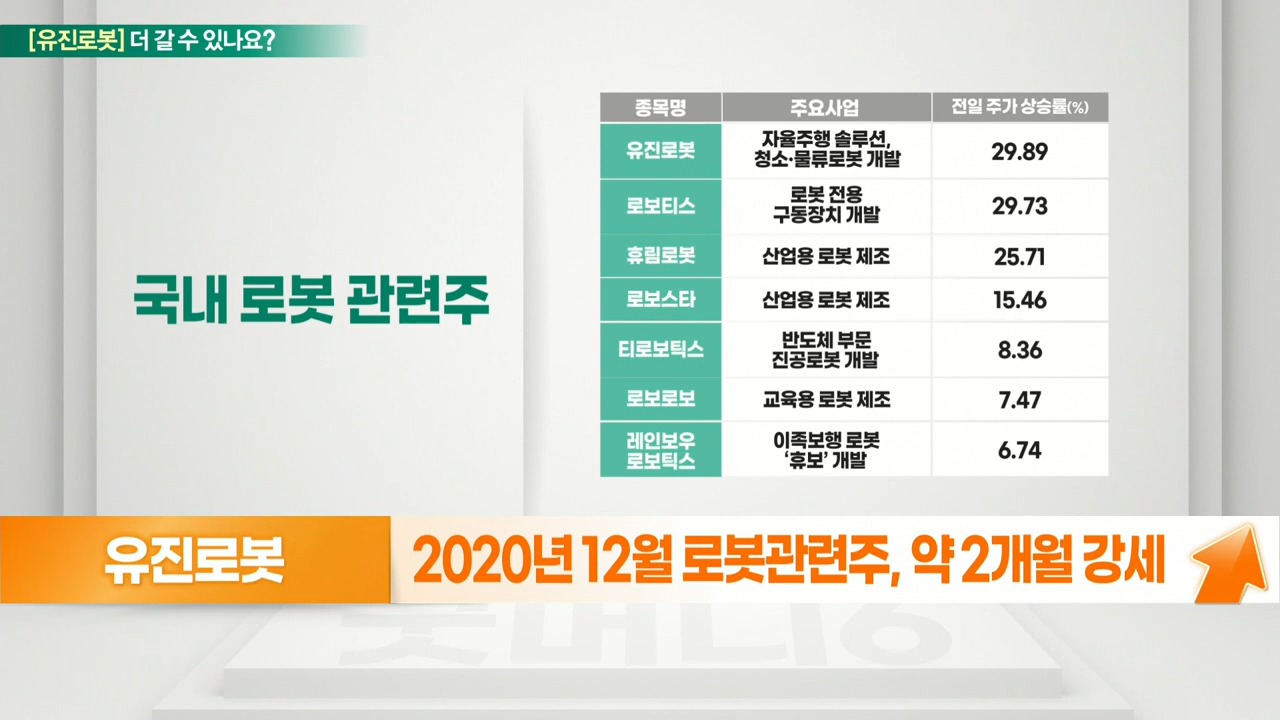 [유진로봇] 더 갈 수 있나요?
국내 로봇 관련주
종목명 주요사업 전일 주가 상승률(%)
유진로봇 자율주행 솔루션, 청소·물류로봇 개발 29.89
로보티스 로봇 전용 구동장치 개발 29.73
휴림로봇 산업용 로봇 제조 25.71
로보스타 산업용 로봇 제조 15.46
티로보틱스 반도체 부문 진공로봇 개발 8.36
로보로보 교육용 로봇 제조 7.47
레인보우 로보틱스 이족보행 로봇 '휴보' 개발 6.74
유진로봇 2020년 12월 로봇관련주, 약 2개월 강세
굿머니6